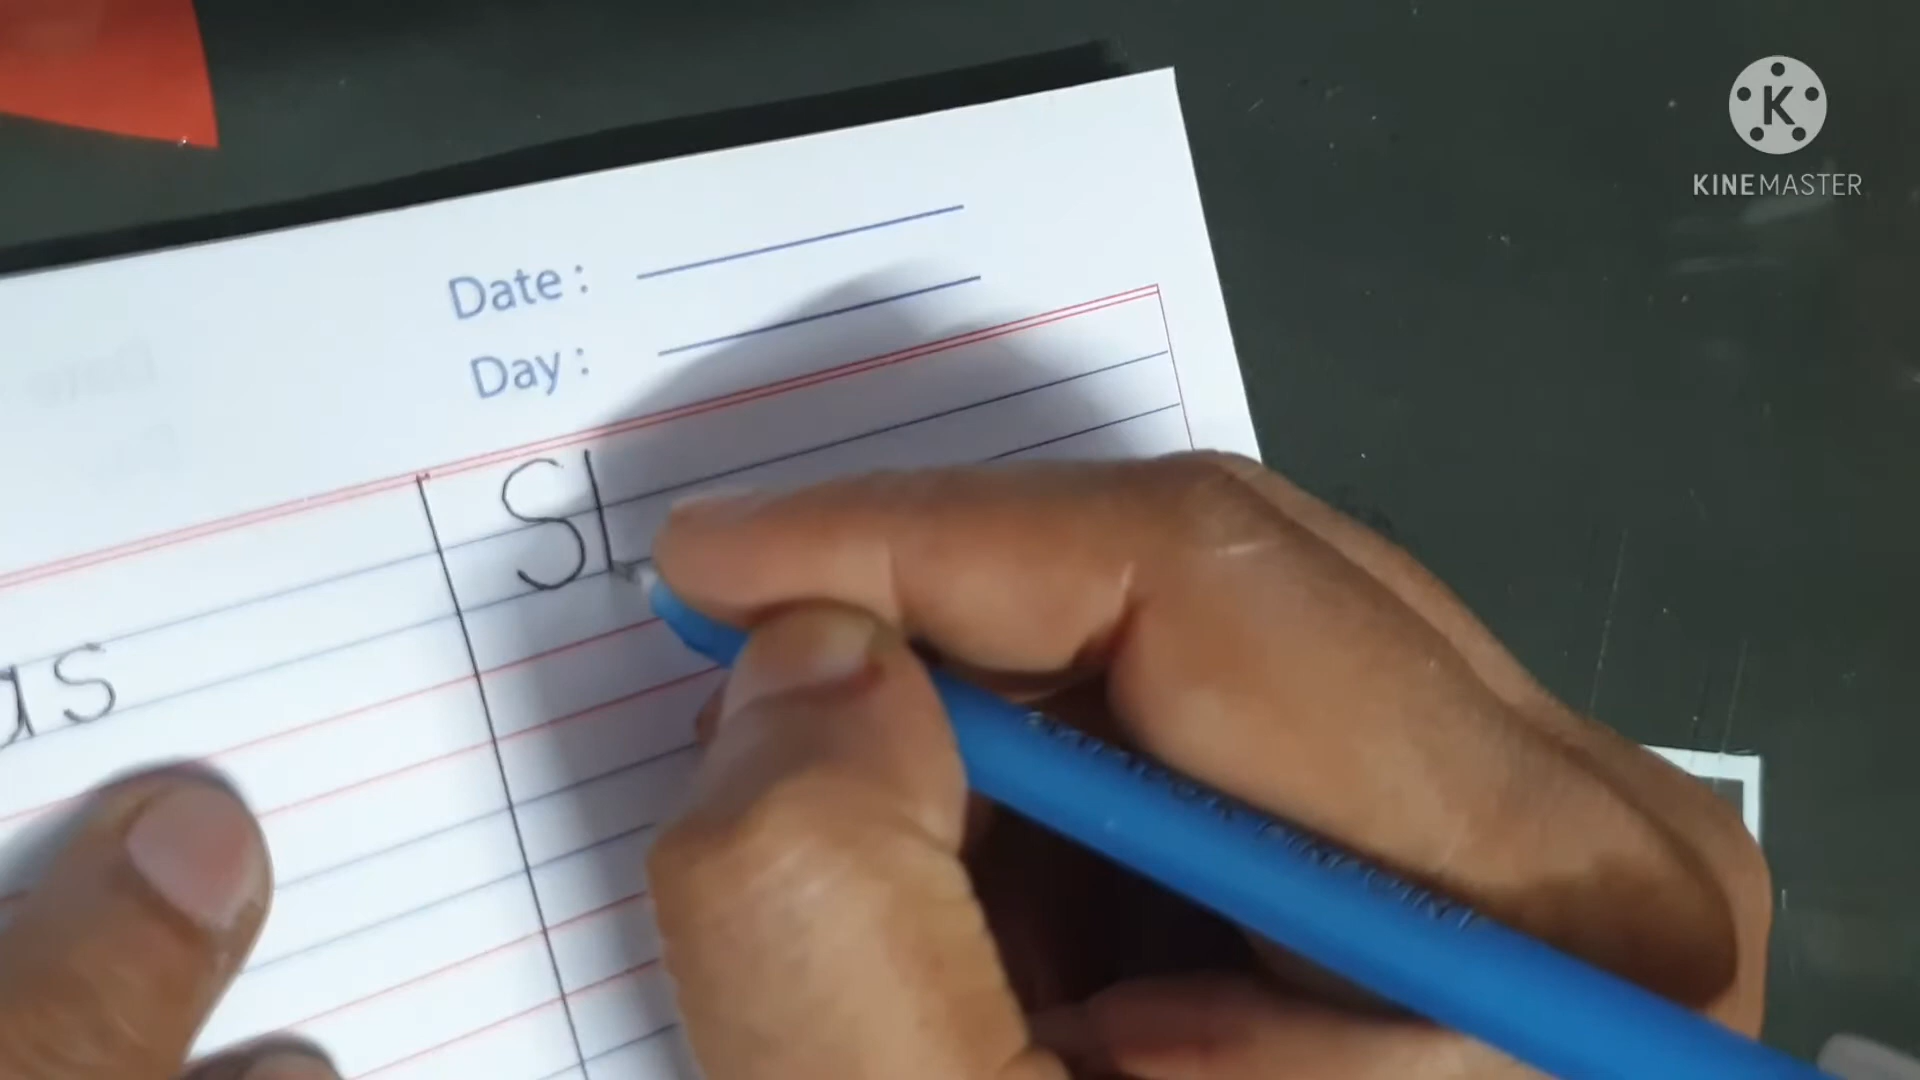 KINEMASTER
Date :
Day :
Sl
as